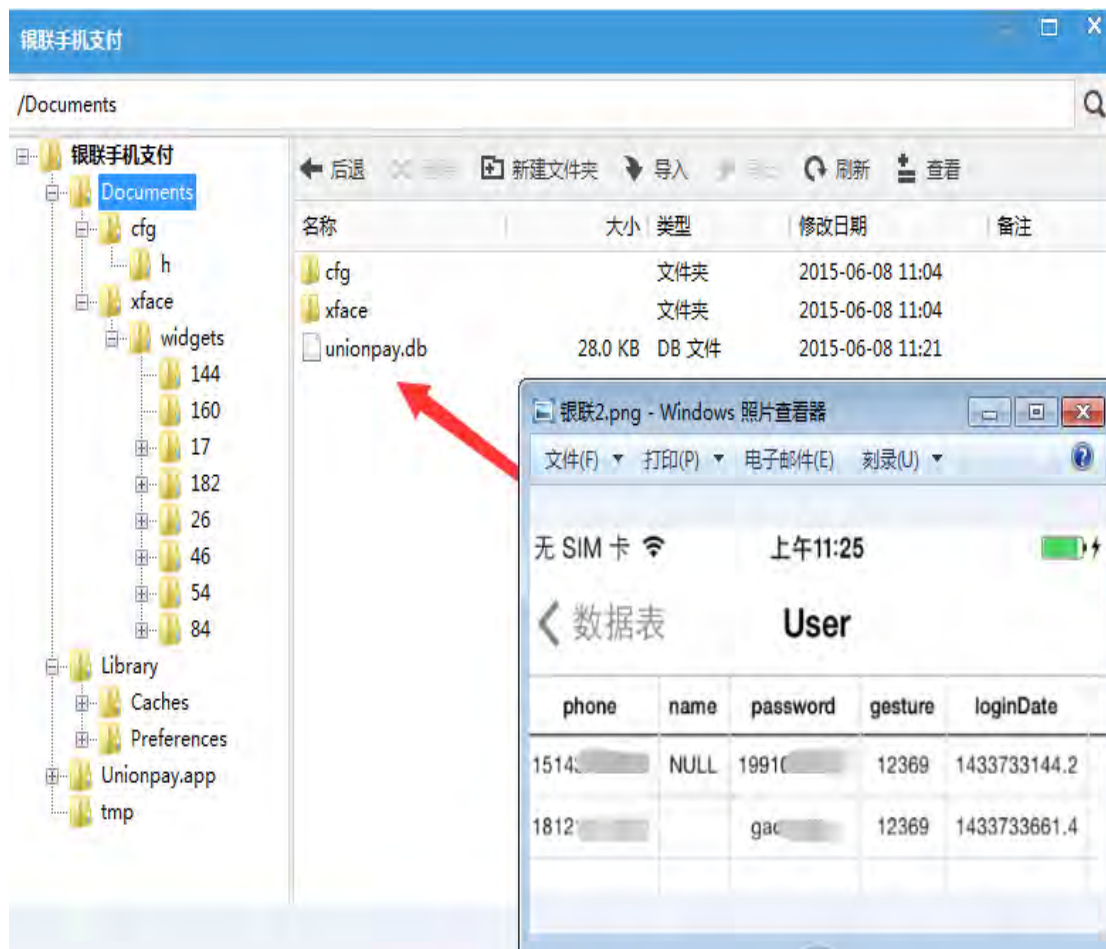 银联手机支付
/Documents
银联手机支付
Documents
cfg
h
xface
widgets
144
160
17
182
26
46
54
84
Library
Caches
Preferences
Unionpay.app
tmp
后退 新建文件夹 导入 刷新 查看
名称 大小 类型 修改日期 备注
cfg 文件夹 2015-06-08 11:04
xface 文件夹 2015-06-08 11:04
unionpay.db 28.0 KB DB 文件 2015-06-08 11:21
银联2.png - Windows 照片查看器
文件(F) 打印(P) 电子邮件(E) 刻录(U)
无 SIM 卡 上午11:25
数据表 User
phone name password gesture loginDate
1514 NULL 1991 12369 1433733144.2
1812 12369 1433733661.4